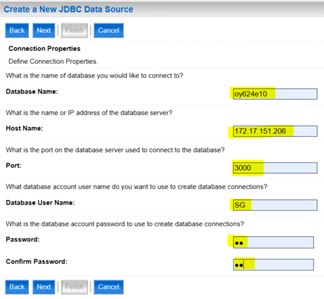 Create a New JDBC Data Source
Back Next Finish Cancel
Connection Properties
Define Connection Properties.
What is the name of database you would like to connect to?
Database Name: oy624e10
What is the name or IP address of the database server?
Host Name: 172.17.151.206
What is the port on the database server used to connect to the database?
Port: 3000
What database account user name do you want to use to create database connections?
Database User Name: SG
What is the database account password to use to create database connections?
Password: ●●
Confirm Password: ●●
Back Next Finish Cancel